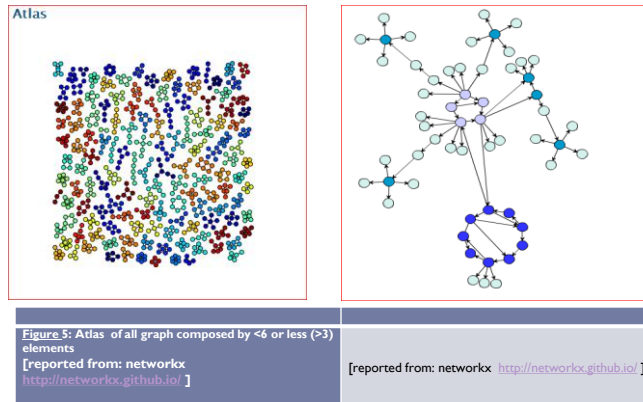 Atlas
Figure 5: Atlas of all graph composed by <6 or less (>3)
elements
[reported from: networkx
http://networkx.github.io/ ]
[reported from: networkx http://networkx.github.io/ ]